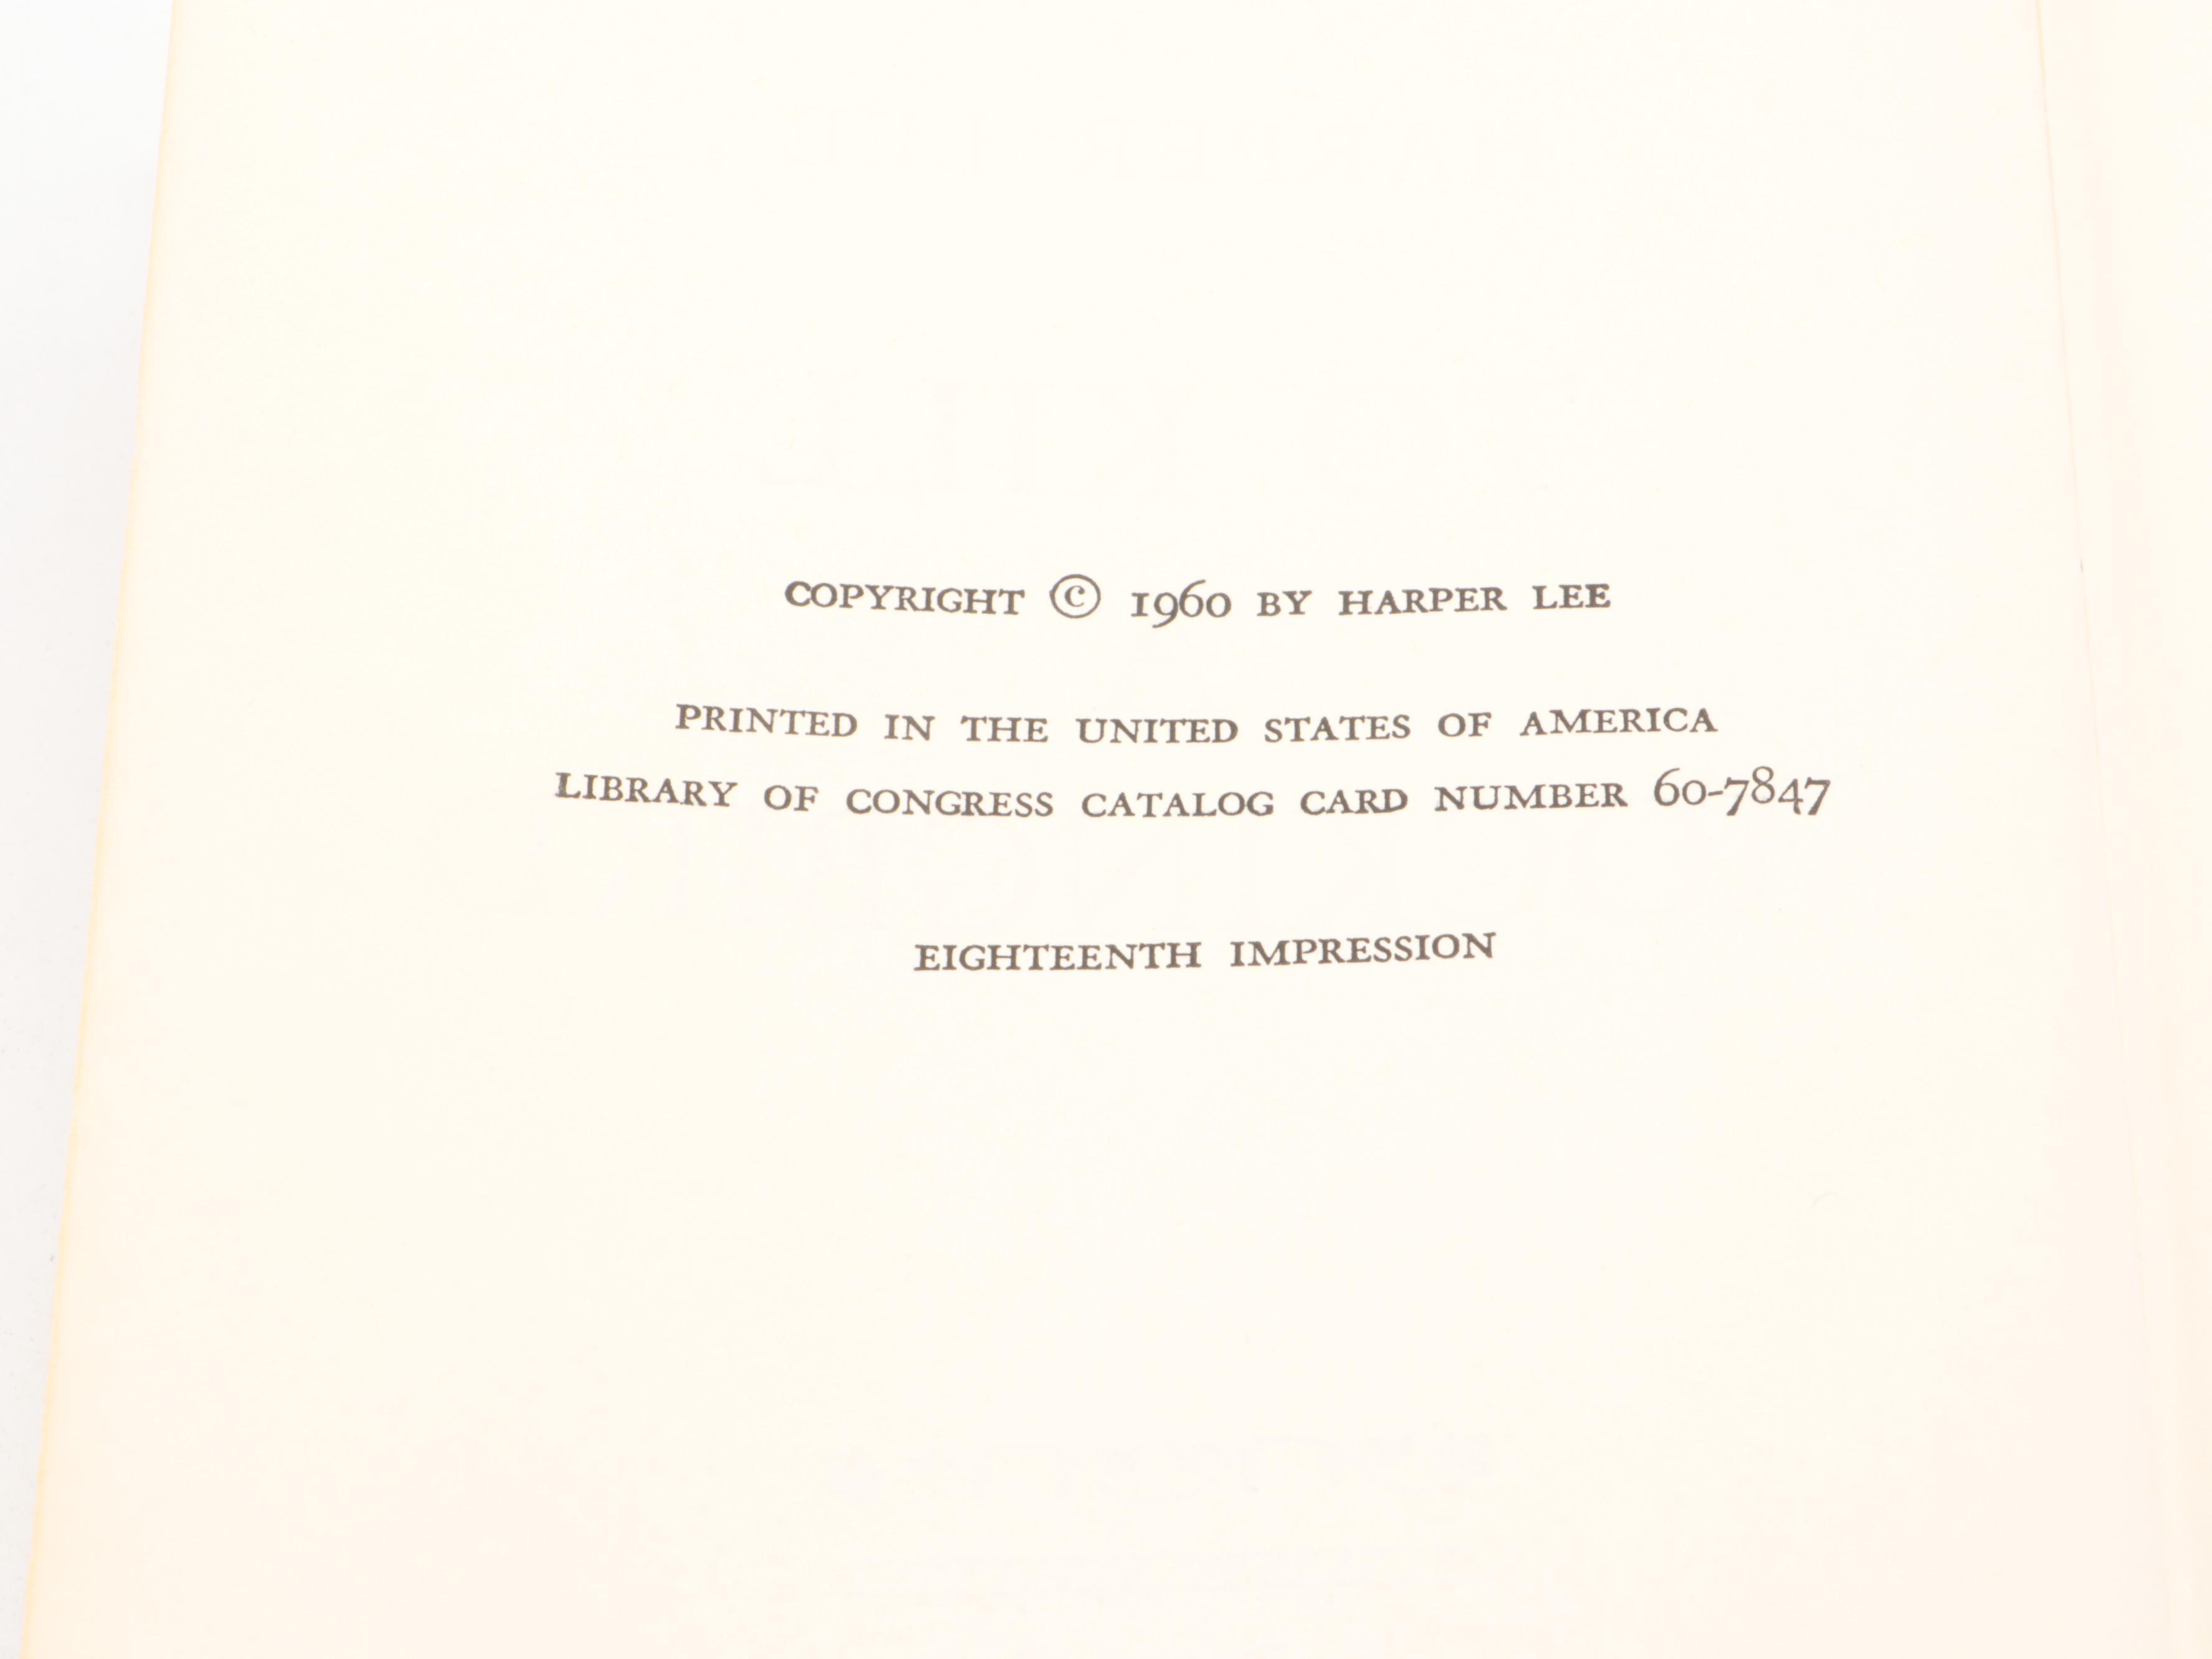 COPYRIGHT © 1960 BY HARPER LEE
PRINTED IN THE UNITED STATES OF AMERICA
LIBRARY OF CONGRESS CATALOG CARD NUMBER 60-7847
EIGHTEENTH IMPRESSION